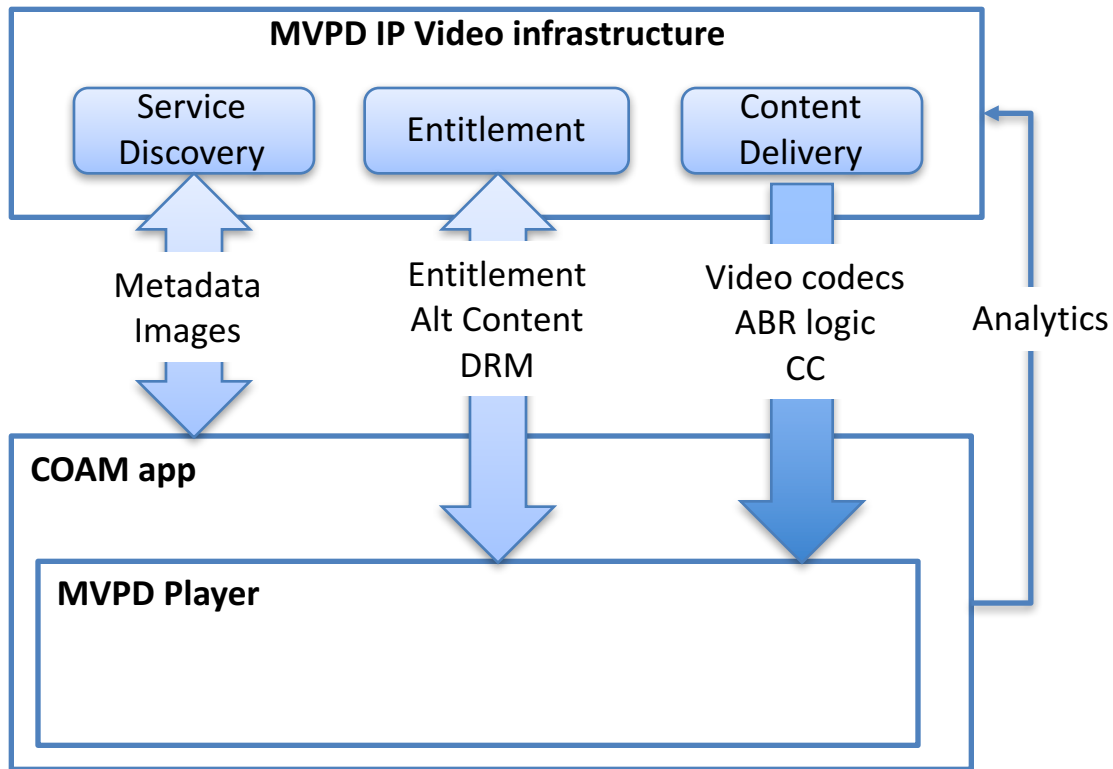 MVPD IP Video infrastructure
Service
Discovery
Entitlement
Content
Delivery
Metadata
Images
Entitlement
Alt Content
DRM
Video codecs
ABR logic
CC
Analytics
COAM app
MVPD Player